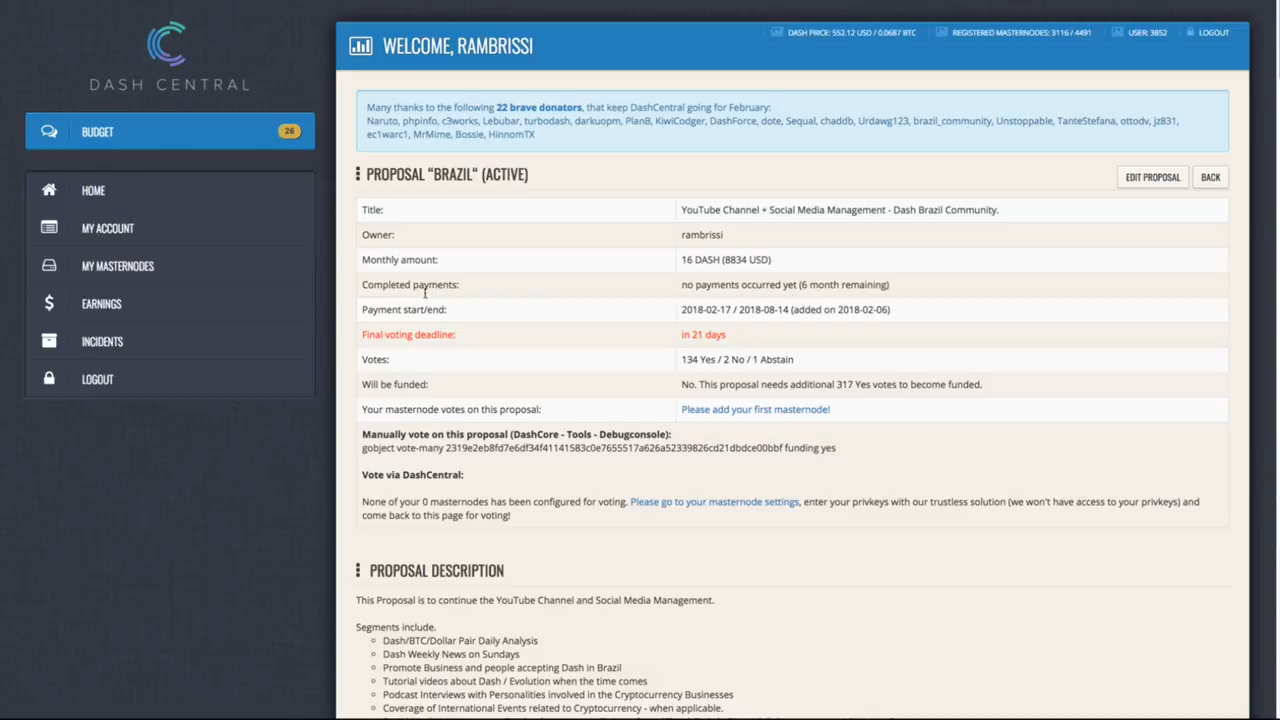 DASH CENTRAL
BUDGET 26
HOME
MY ACCOUNT
MY MASTERNODES
EARNINGS
INCIDENTS
LOGOUT
WELCOME, RAMBRISSI
DASH PRICE: 552.12 USD / 0.0687 BTC REGISTERED MASTERNODES: 3116 / 4491 USER: 3852 LOGOUT
Many thanks to the following 22 brave donators, that keep DashCentral going for February:
Naruto, phpinfo, c3works, Lebubar, turbodash, darkuopm, PlanB, KiwiCodger, DashForce, dote, Sequal, chaddb, Urdawg123, brazil_community, Unstoppable, TanteStefana, ottodv, jz831,
ec1warc1, MrMime, Bossie, HinnomTX
PROPOSAL "BRAZIL" (ACTIVE) EDIT PROPOSAL BACK
Title: YouTube Channel + Social Media Management - Dash Brazil Community.
Owner: rambrissi
Monthly amount: 16 DASH (8834 USD)
Completed payments: no payments occurred yet (6 month remaining)
Payment start/end: 2018-02-17 / 2018-08-14 (added on 2018-02-06)
Final voting deadline: in 21 days
Votes: 134 Yes / 2 No / 1 Abstain
Will be funded: No. This proposal needs additional 317 Yes votes to become funded.
Your masternode votes on this proposal: Please add your first masternode!
Manually vote on this proposal (DashCore - Tools - Debugconsole):
gobject vote-many 2319e2eb8fd7e6df34f41141583c0e7655517a626a52339826cd21dbdce00bbf funding yes
Vote via DashCentral:
None of your 0 masternodes has been configured for voting. Please go to your masternode settings, enter your privkeys with our trustless solution (we won't have access to your privkeys) and
come back to this page for voting!
PROPOSAL DESCRIPTION
This Proposal is to continue the YouTube Channel and Social Media Management.
Segments include.
Dash/BTC/Dollar Pair Daily Analysis
Dash Weekly News on Sundays
Promote Business and people accepting Dash in Brazil
Tutorial videos about Dash / Evolution when the time comes
Podcast Interviews with Personalities involved in the Cryptocurrency Businesses
Coverage of International Events related to Cryptocurrency - when applicable.